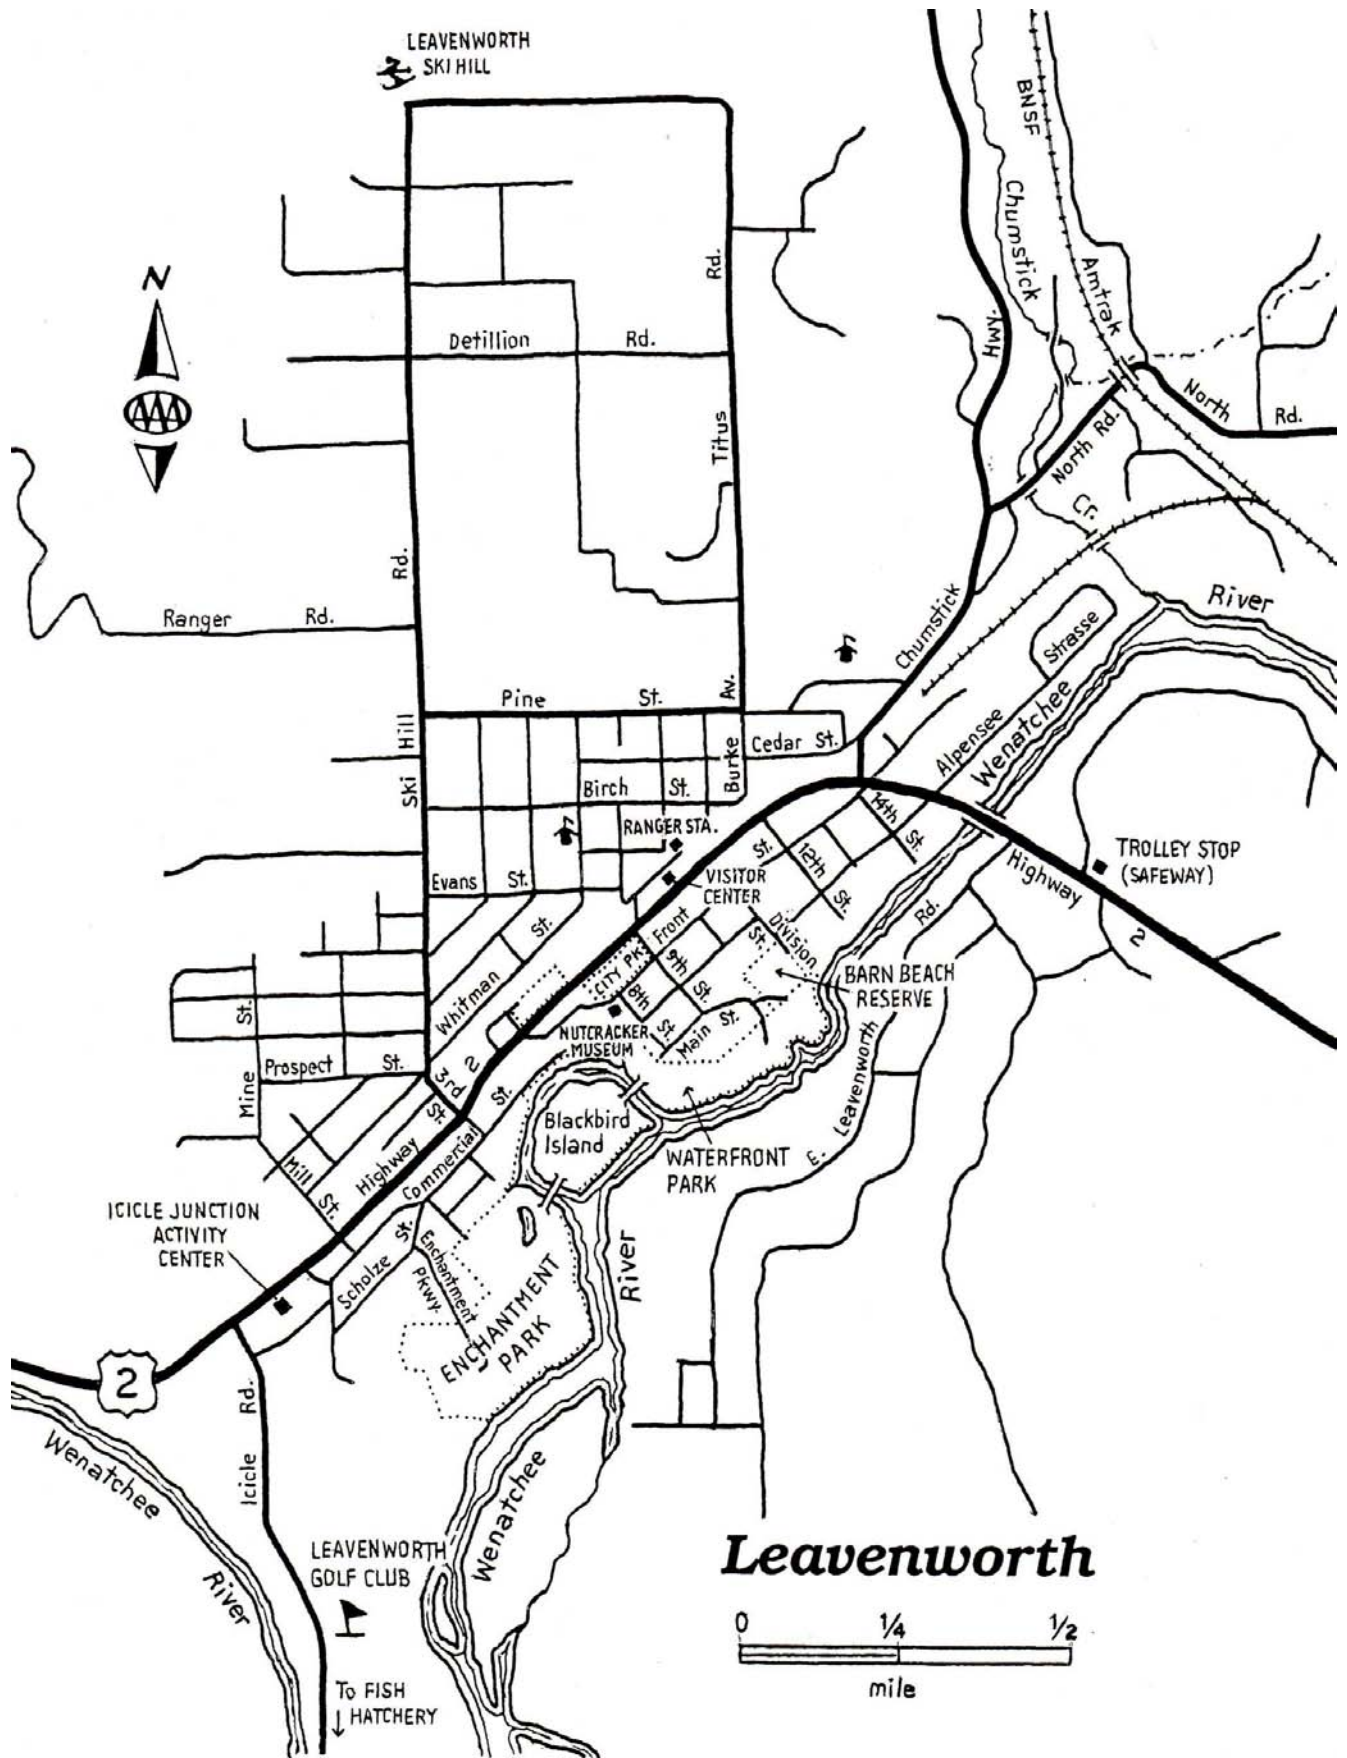 LEAVENWORTH
SKI HILL
BNSF
Chumstick
Amtrak
Hwy.
N
AAA
Rd.
Detillion Rd.
Titus
North Rd.
North Rd.
Cr.
Rd.
Ranger Rd.
River
Chumstick
Strasse
Pine St.
Av.
Hill
Burke
Cedar St.
Alpensee
Wenatchee
Ski
Birch St.
14th St.
RANGER STA.
12th St.
St.
TROLLEY STOP
(SAFEWAY)
Highway 2
VISITOR
CENTER
Evans St.
Rd.
Front
Division
St.
Whitman St.
CITY PK.
9th St.
8th St.
BARN BEACH
RESERVE
St.
NUTCRACKER
MUSEUM
Main St.
Prospect St.
2
3rd St.
St.
Mine
Leavenworth
E.
Blackbird
Island
Highway
Commercial
WATERFRONT
PARK
Mill St.
ICICLE JUNCTION
ACTIVITY
CENTER
St.
Scholze
Enchantment
Pkwy.
River
ENCHANTMENT
PARK
2
Rd.
Icicle
Wenatchee
River
Wenatchee
LEAVENWORTH
GOLF CLUB
Leavenworth
0 1/4 1/2
mile
To FISH
HATCHERY